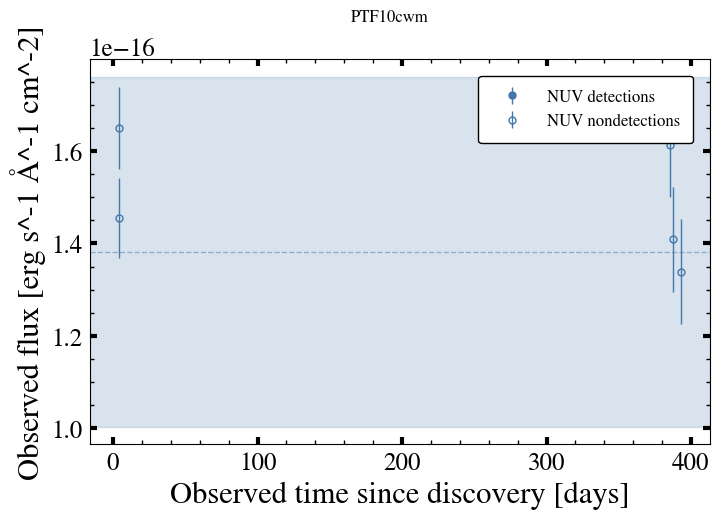 PTF10cwm
1e−16
Observed flux [erg s^-1 Å^-1 cm^-2]
1.6
1.4
1.2
1.0
NUV detections
NUV nondetections
0 100 200 300 400
Observed time since discovery [days]